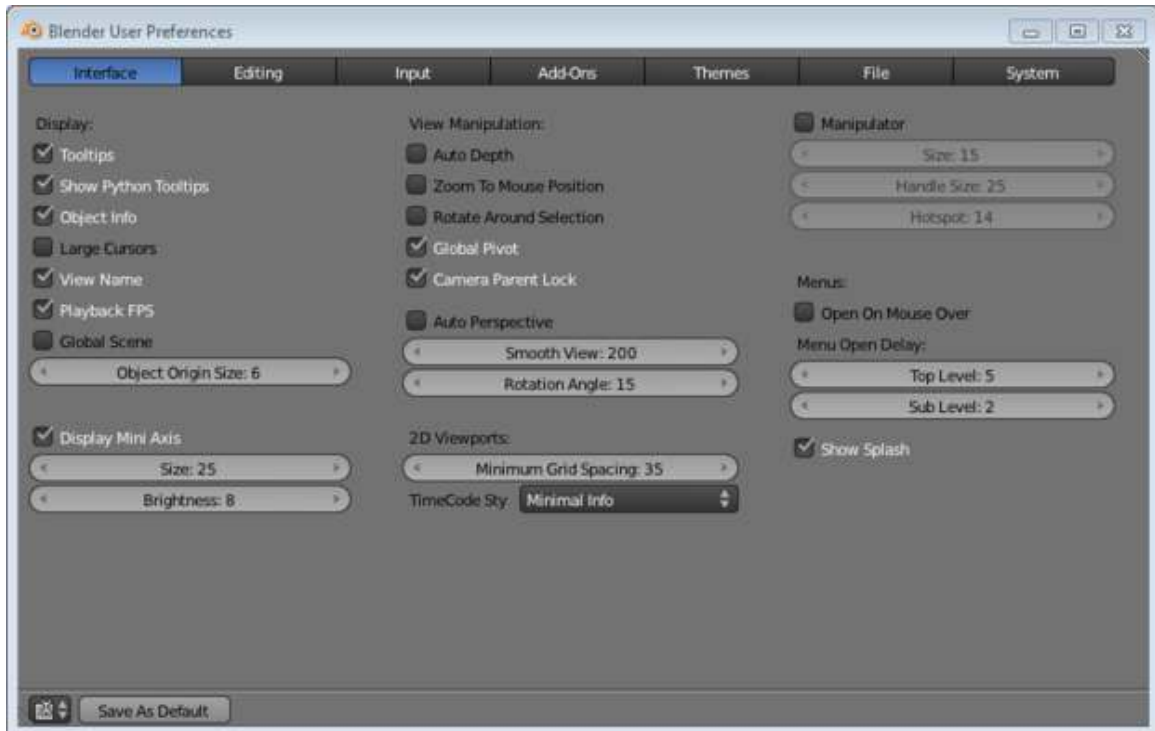 Blender User Preferences
Interface Editing Input Add-Ons Themes File System
Display:
Tooltips
Show Python Tooltips
Object Info
Large Cursors
View Name
Playback FPS
Global Scene
Object Origin Size: 6
Display Mini Axis
Size: 25
Brightness: 8
View Manipulation:
Auto Depth
Zoom To Mouse Position
Rotate Around Selection
Global Pivot
Camera Parent Lock
Auto Perspective
Smooth View: 200
Rotation Angle: 15
2D Viewports:
Minimum Grid Spacing: 35
TimeCode Sty Minimal Info
Manipulator
Size: 15
Handle Size: 25
Hotspot: 14
Menus:
Open On Mouse Over
Menu Open Delay:
Top Level: 5
Sub Level: 2
Show Splash
Save As Default